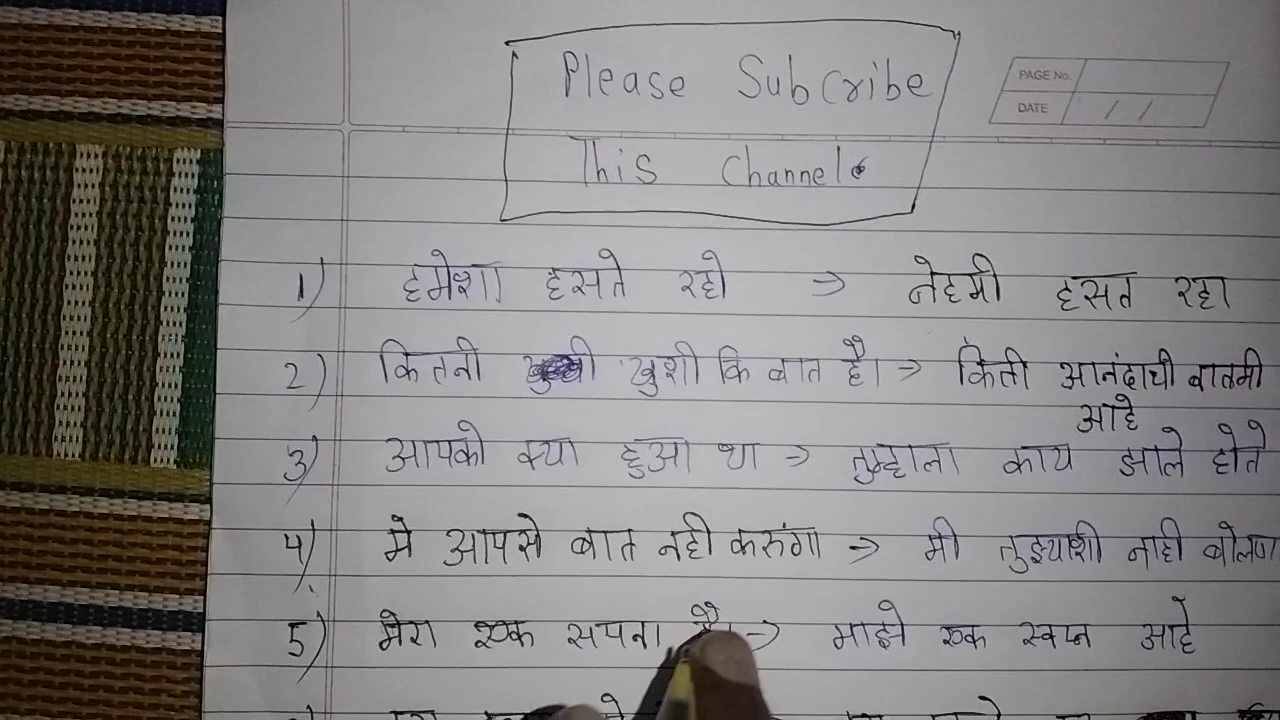 Please Subcribe
This Channel
PAGE No.
DATE / /
1) हमेशा हसते रहो ⇒ नेहमी हसत रहा
2) कितनी खुशी कि बात है। ⇒ किती आनंदाची बातमी
आहे
3) आपको क्या हुआ था ⇒ तुम्हाला काय झाले होते
4) मे आपसे बात नही करुंगा ⇒ मी तुझ्याशी नाही बोलणा
5) मेरा एक सपना है। ⇒ माझे एक स्वप्न आहे